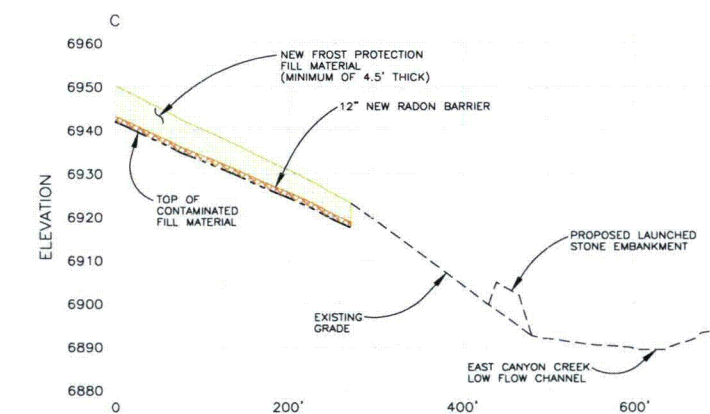 C
6960
6950
6940
6930
6920
6910
6900
6890
6880
ELEVATION
NEW FROST PROTECTION
FILL MATERIAL
(MINIMUM OF 4.5' THICK)
12" NEW RADON BARRIER
TOP OF
CONTAMINATED
FILL MATERIAL
PROPOSED LAUNCHED
STONE EMBANKMENT
EXISTING
GRADE
EAST CANYON CREEK
LOW FLOW CHANNEL
0
200'
400'
600'